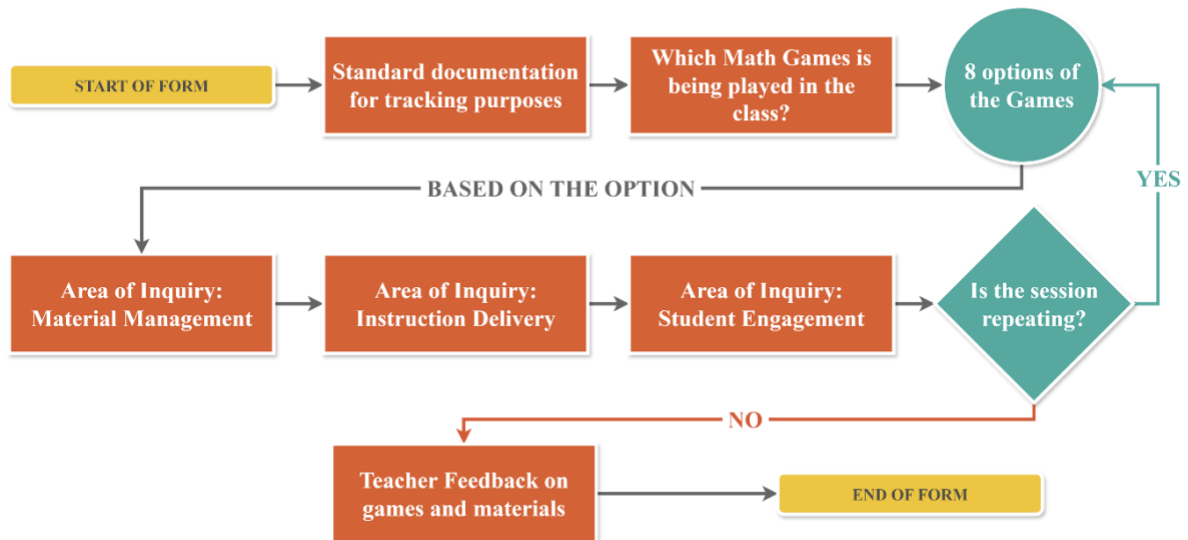 START OF FORM
Standard documentation
for tracking purposes
Which Math Games is
being played in the
class?
8 options of
the Games
BASED ON THE OPTION
YES
Area of Inquiry:
Material Management
Area of Inquiry:
Instruction Delivery
Area of Inquiry:
Student Engagement
Is the session
repeating?
NO
Teacher Feedback on
games and materials
END OF FORM